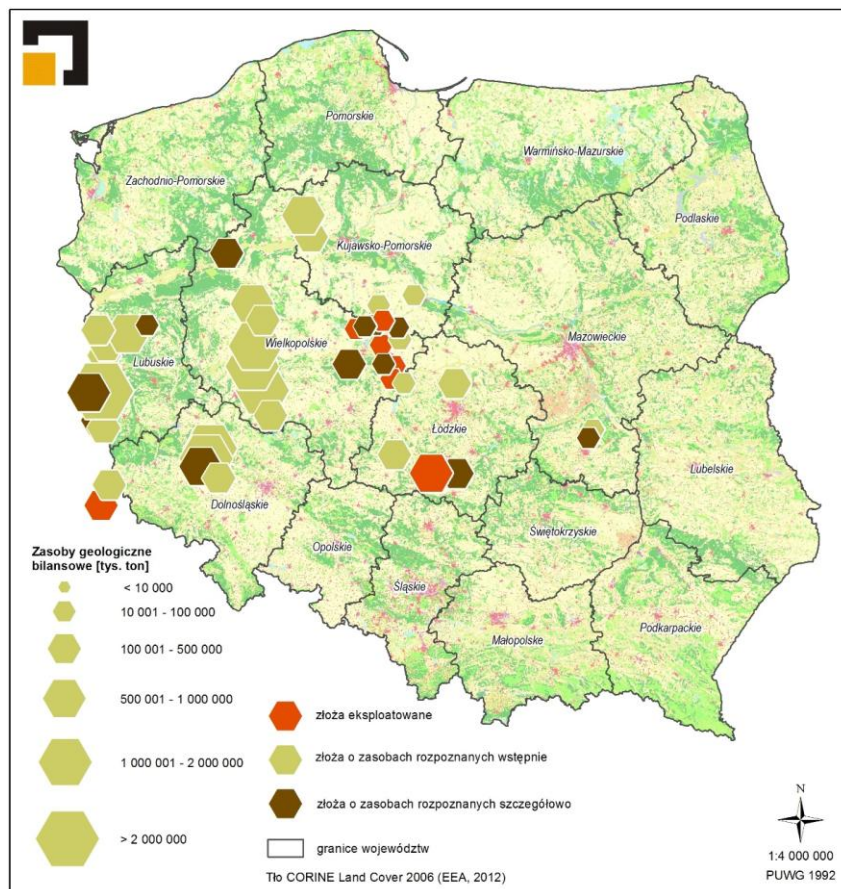 Pomorskie
Warmińsko-Mazurskie
Zachodnio-Pomorskie
Podlaskie
Kujawsko-Pomorskie
Mazowieckie
Wielkopolskie
Lubuskie
Łódzkie
Lubelskie
Dolnośląskie
Świętokrzyskie
Opolskie
Śląskie
Podkarpackie
Małopolskie
Zasoby geologiczne
bilansowe [tys. ton]
< 10 000
10 001 - 100 000
100 001 - 500 000
500 001 - 1 000 000
1 000 001 - 2 000 000
> 2 000 000
złoża eksploatowane
złoża o zasobach rozpoznanych wstępnie
złoża o zasobach rozpoznanych szczegółowo
granice województw
Tło CORINE Land Cover 2006 (EEA, 2012)
N
1:4 000 000
PUWG 1992